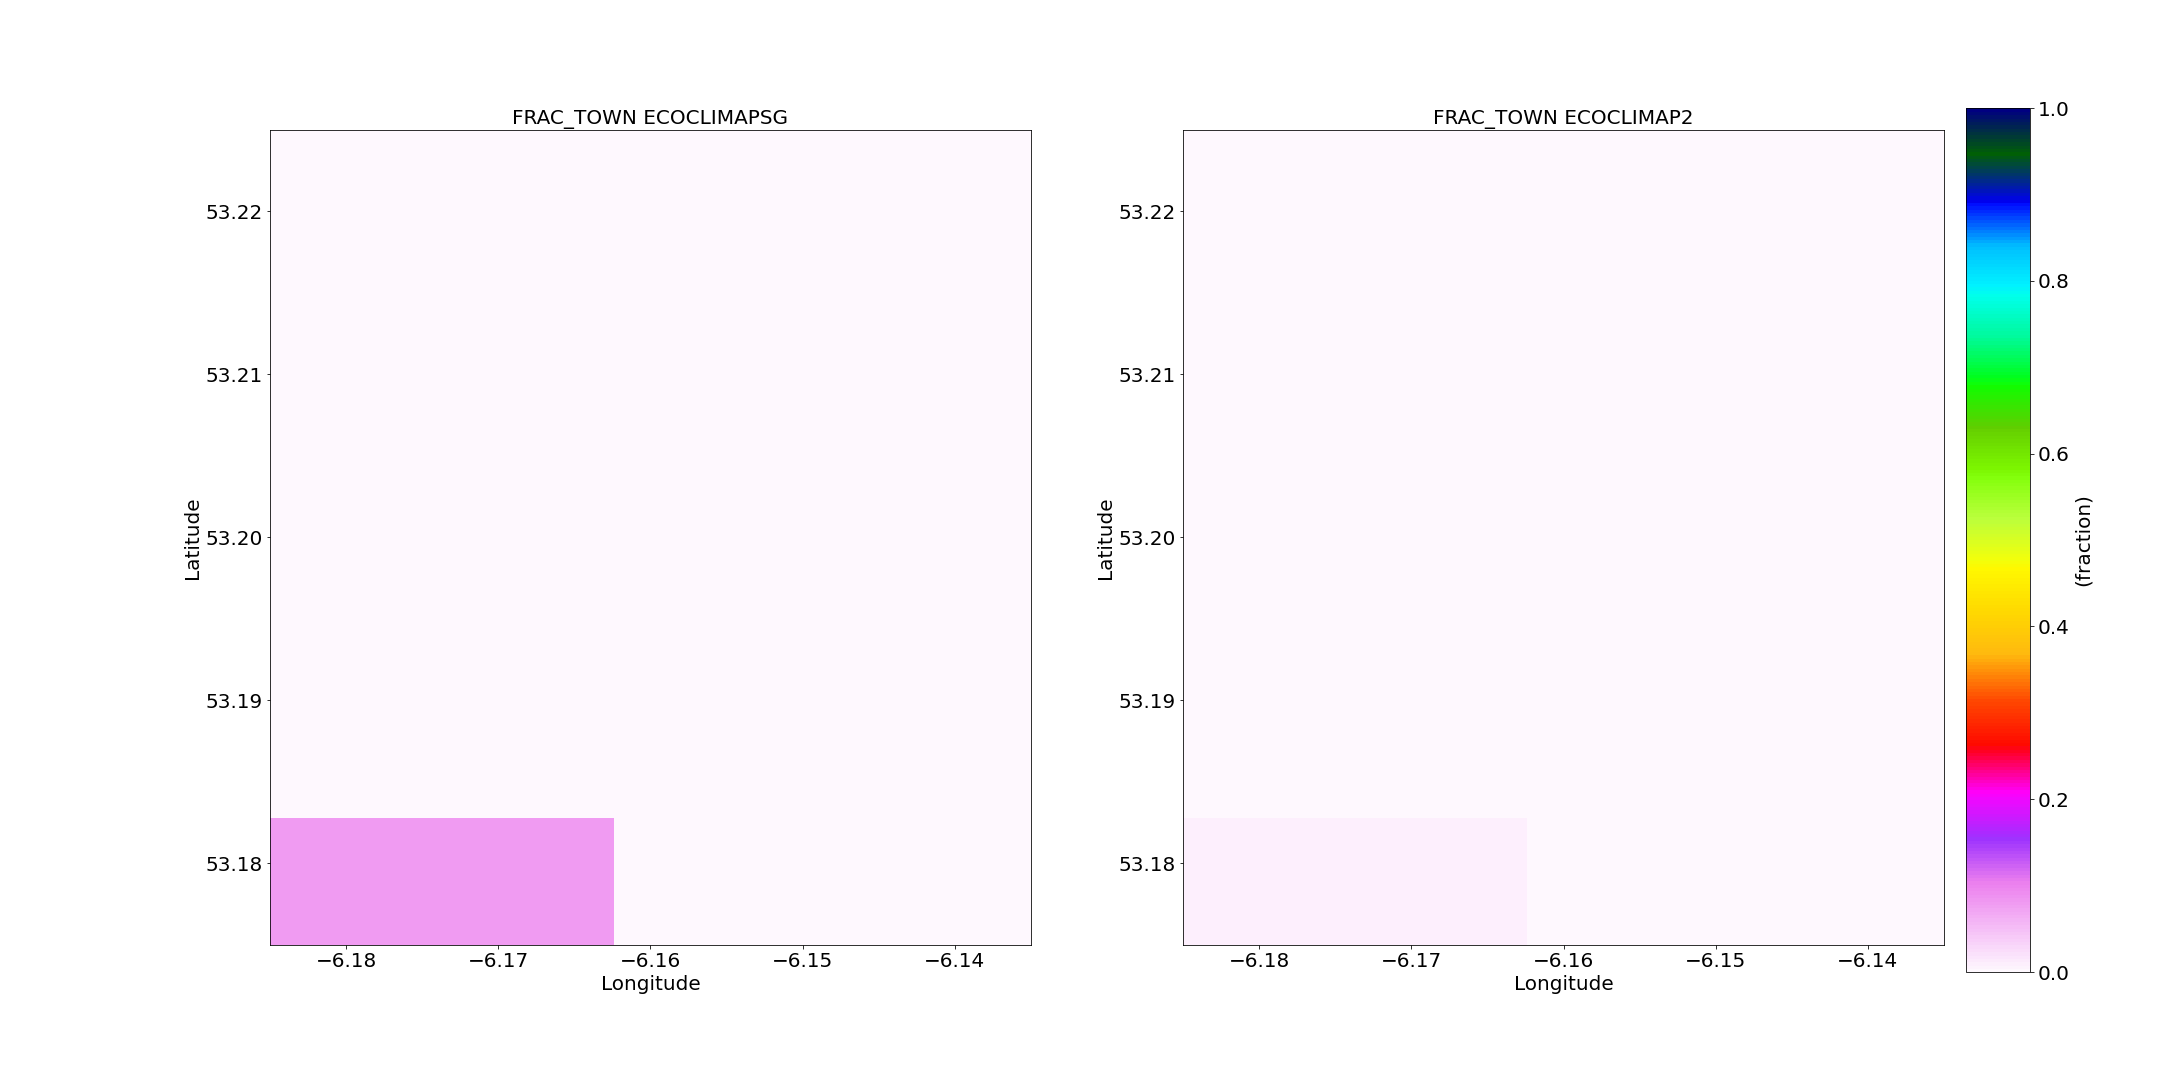 FRAC_TOWN ECOCLIMAPSG
53.22
53.21
53.20
53.19
53.18
Latitude
−6.18 −6.17 −6.16 −6.15 −6.14
Longitude
FRAC_TOWN ECOCLIMAP2
53.22
53.21
53.20
53.19
53.18
Latitude
−6.18 −6.17 −6.16 −6.15 −6.14
Longitude
1.0
0.8
0.6
0.4
0.2
0.0
(fraction)